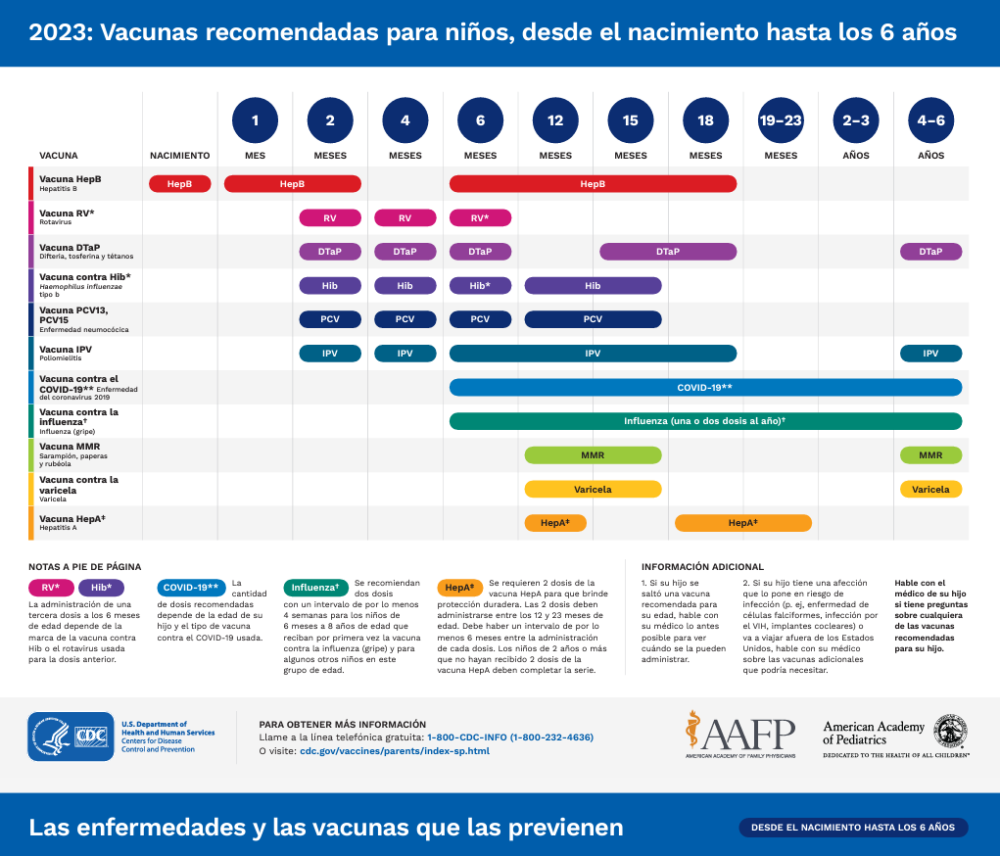 2023: Vacunas recomendadas para niños, desde el nacimiento hasta los 6 años
VACUNA
NACIMIENTO
1
MES
2
MESES
4
MESES
6
MESES
12
MESES
15
MESES
18
MESES
19–23
MESES
2–3
AÑOS
4–6
AÑOS
Vacuna HepB
Hepatitis B
HepB
HepB
HepB
Vacuna RV*
Rotavirus
RV
RV
RV*
Vacuna DTaP
Difteria, tosferina y tétanos
DTaP
DTaP
DTaP
DTaP
DTaP
Vacuna contra Hib*
Haemophilus influenzae
tipo b
Hib
Hib
Hib*
Hib
Vacuna PCV13,
PCV15
Enfermedad neumocócica
PCV
PCV
PCV
PCV
Vacuna IPV
Poliomielitis
IPV
IPV
IPV
IPV
Vacuna contra el
COVID-19** Enfermedad
del coronavirus 2019
COVID-19**
Vacuna contra la
influenza†
Influenza (gripe)
Influenza (una o dos dosis al año)†
Vacuna MMR
Sarampión, paperas
y rubéola
MMR
MMR
Vacuna contra la
varicela
Varicela
Varicela
Varicela
Vacuna HepA‡
Hepatitis A
HepA‡
HepA‡
NOTAS A PIE DE PÁGINA
RV* Hib*
La administración de una
tercera dosis a los 6 meses
de edad depende de la
marca de la vacuna contra
Hib o el rotavirus usada
para la dosis anterior.
COVID-19** La
cantidad
de dosis recomendadas
depende de la edad de su
hijo y el tipo de vacuna
contra el COVID-19 usada.
Influenza† Se recomiendan
dos dosis
con un intervalo de por lo menos
4 semanas para los niños de
6 meses a 8 años de edad que
reciban por primera vez la vacuna
contra la influenza (gripe) y para
algunos otros niños en este
grupo de edad.
HepA‡ Se requieren 2 dosis de la
vacuna HepA para que brinde
protección duradera. Las 2 dosis deben
administrarse entre los 12 y 23 meses de
edad. Debe haber un intervalo de por lo
menos 6 meses entre la administración
de cada dosis. Los niños de 2 años o más
que no hayan recibido 2 dosis de la
vacuna HepA deben completar la serie.
INFORMACIÓN ADICIONAL
1. Si su hijo se
saltó una vacuna
recomendada para
su edad, hable con
su médico lo antes
posible para ver
cuándo se la pueden
administrar.
2. Si su hijo tiene una afección
que lo pone en riesgo de
infección (p. ej, enfermedad de
células falciformes, infección por
el VIH, implantes cocleares) o
va a viajar afuera de los Estados
Unidos, hable con su médico
sobre las vacunas adicionales
que podría necesitar.
Hable con el
médico de su hijo
si tiene preguntas
sobre cualquiera
de las vacunas
recomendadas
para su hijo.
CDC
U.S. Department of
Health and Human Services
Centers for Disease
Control and Prevention
PARA OBTENER MÁS INFORMACIÓN
Llame a la línea telefónica gratuita: 1-800-CDC-INFO (1-800-232-4636)
O visite: cdc.gov/vaccines/parents/index-sp.html
AAFP
AMERICAN ACADEMY OF FAMILY PHYSICIANS
American Academy
of Pediatrics
DEDICATED TO THE HEALTH OF ALL CHILDREN®
Las enfermedades y las vacunas que las previenen
DESDE EL NACIMIENTO HASTA LOS 6 AÑOS